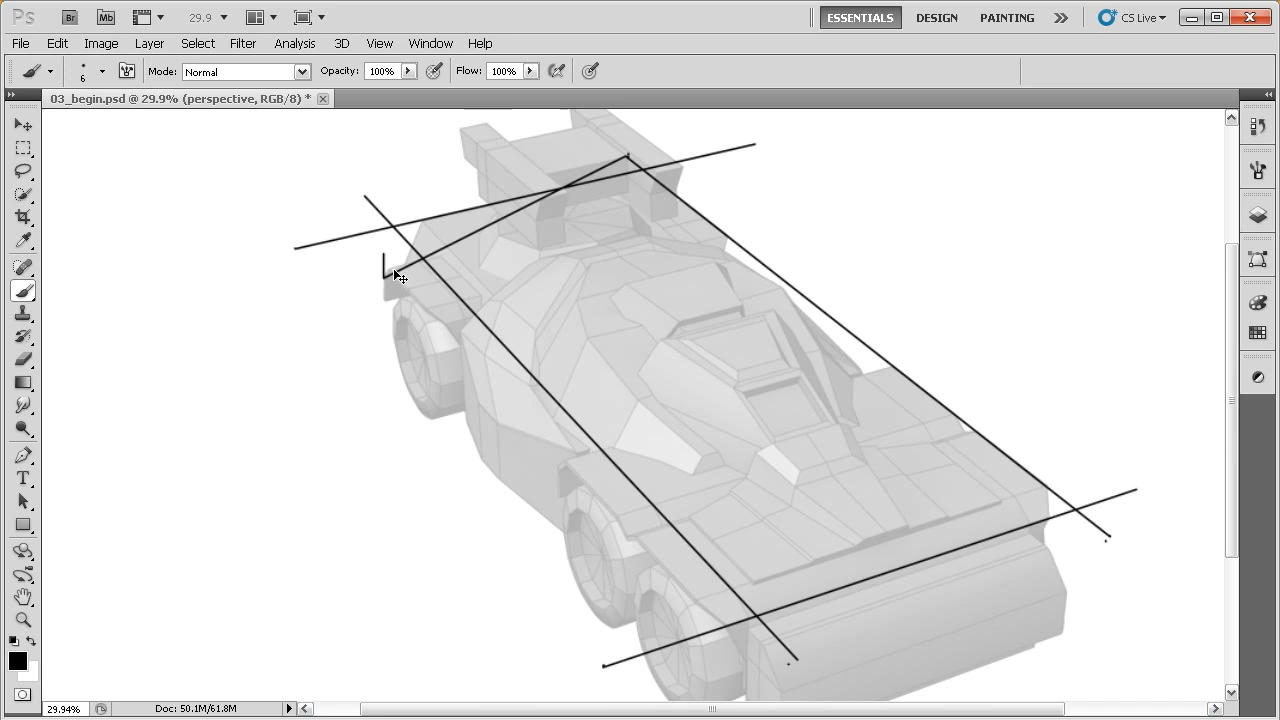 Ps Br Mb 29.9 ESSENTIALS DESIGN PAINTING CS Live
File Edit Image Layer Select Filter Analysis 3D View Window Help
6 Mode: Normal Opacity: 100% Flow: 100%
03_begin.psd @ 29.9% (perspective, RGB/8) *
T
29.94% Doc: 50.1M/61.8M